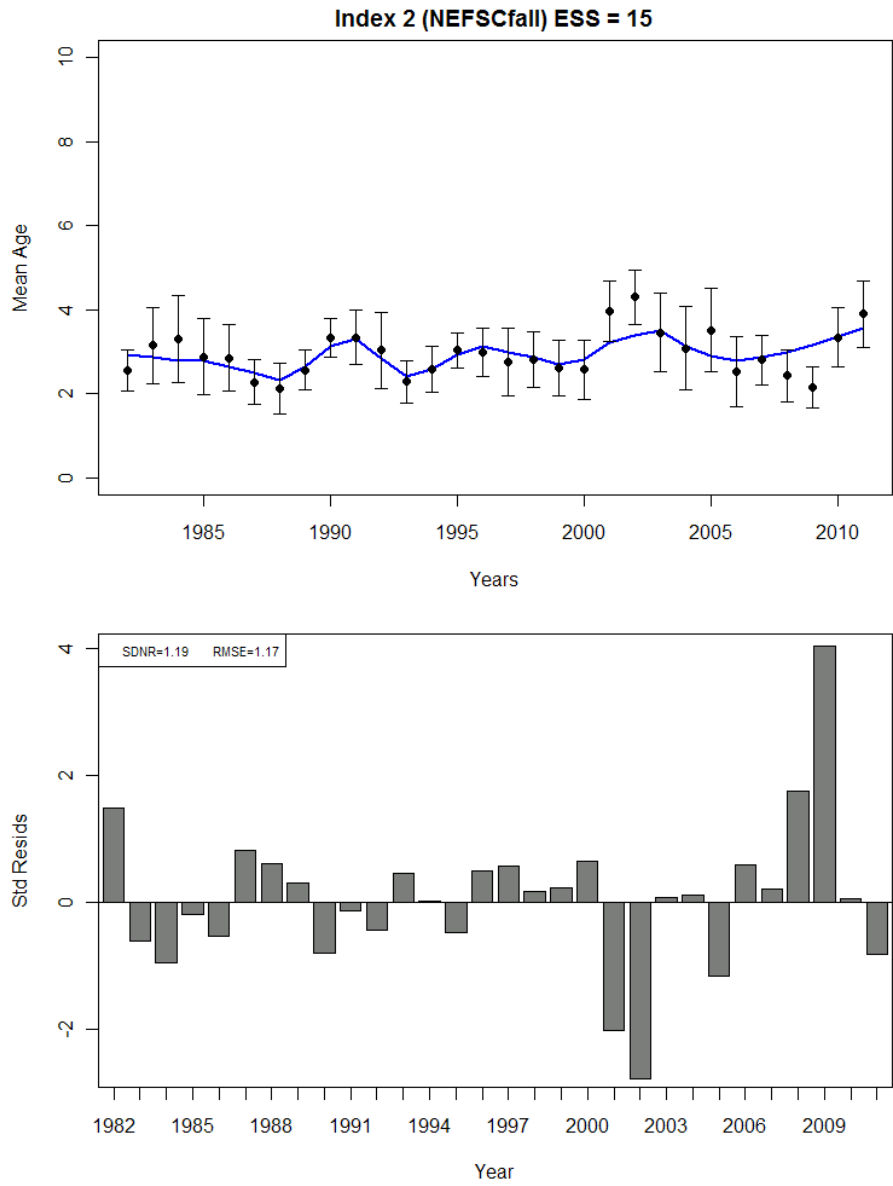 Index 2 (NEFSCfall) ESS = 15
Mean Age
10
8
6
4
2
0
1985 1990 1995 2000 2005 2010
Years
SDNR=1.19 RMSE=1.17
Std Resids
4
2
0
-2
1982 1985 1988 1991 1994 1997 2000 2003 2006 2009
Year